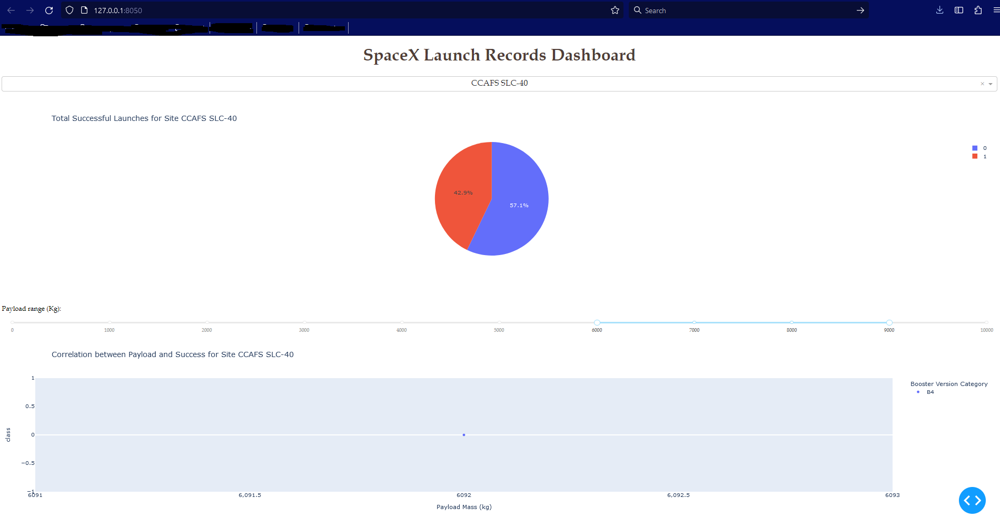 127.0.0.1:8050
Search
SpaceX Launch Records Dashboard
CCAFS SLC-40
×
Total Successful Launches for Site CCAFS SLC-40
0
1
42.9%
57.1%
Payload range (Kg):
0 1000 2000 3000 4000 5000 6000 7000 8000 9000 10000
Correlation between Payload and Success for Site CCAFS SLC-40
Booster Version Category
B4
1
0.5
0
−0.5
−1
class
6091 6,091.5 6092 6,092.5 6093
Payload Mass (kg)